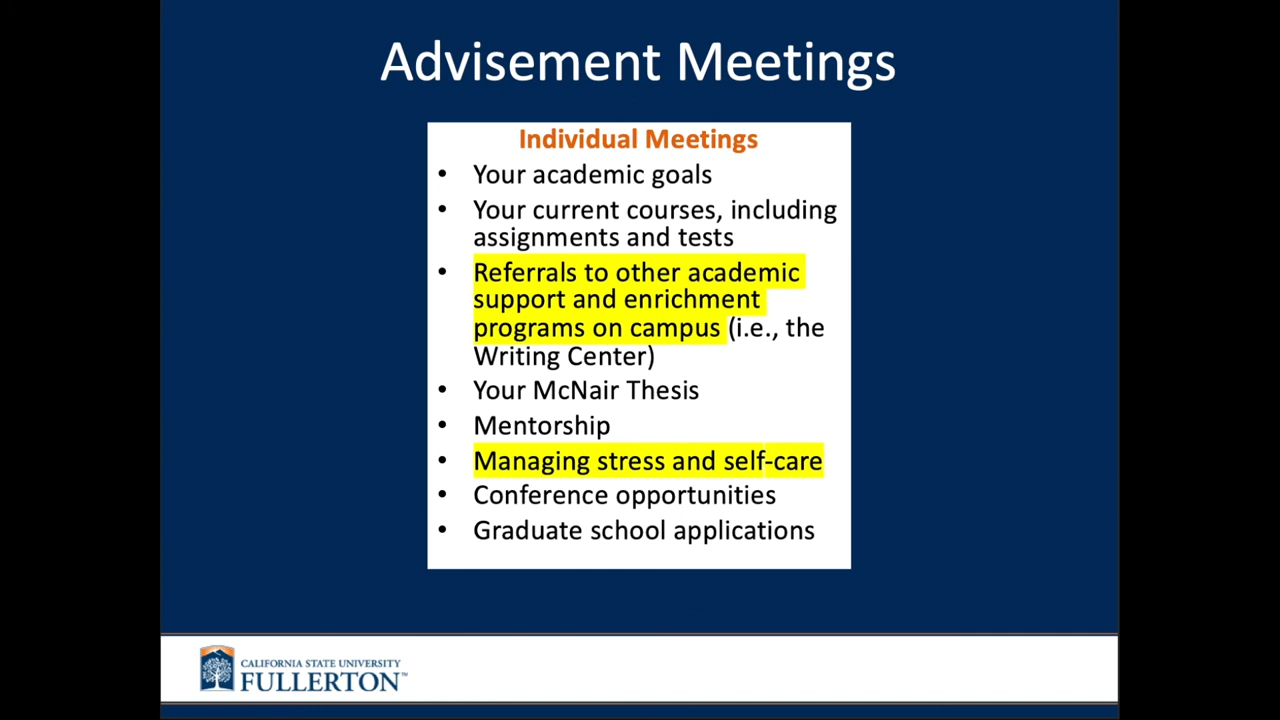 Advisement Meetings
Individual Meetings
• Your academic goals
• Your current courses, including
assignments and tests
• Referrals to other academic
support and enrichment
programs on campus (i.e., the
Writing Center)
• Your McNair Thesis
• Mentorship
• Managing stress and self-care
• Conference opportunities
• Graduate school applications
CALIFORNIA STATE UNIVERSITY
FULLERTON™